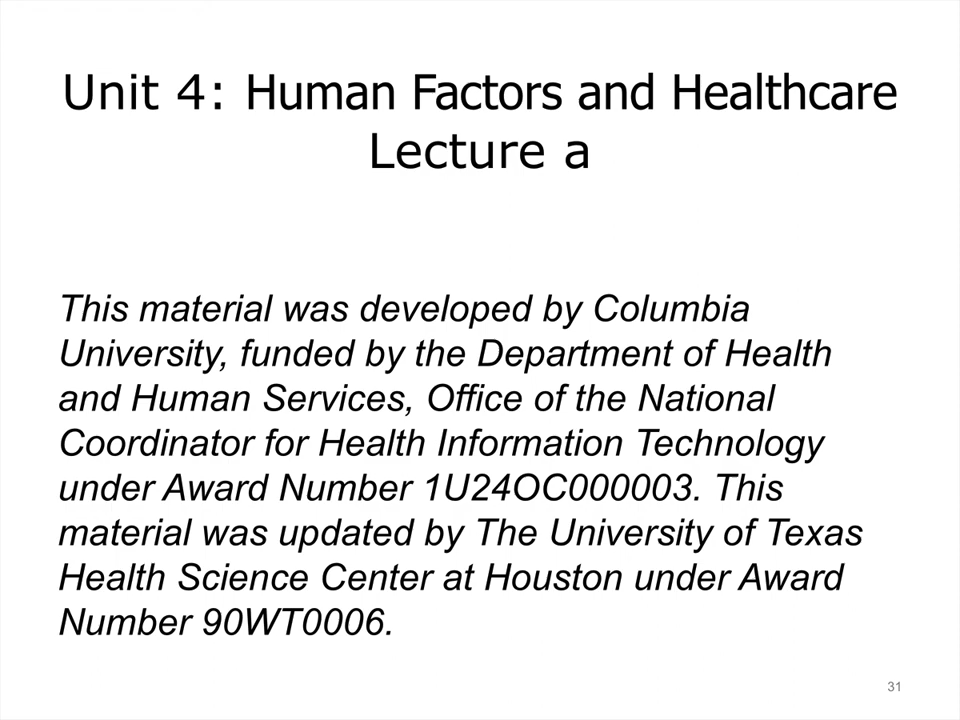 Unit 4: Human Factors and Healthcare
Lecture a
This material was developed by Columbia
University, funded by the Department of Health
and Human Services, Office of the National
Coordinator for Health Information Technology
under Award Number 1U24OC000003. This
material was updated by The University of Texas
Health Science Center at Houston under Award
Number 90WT0006.
31